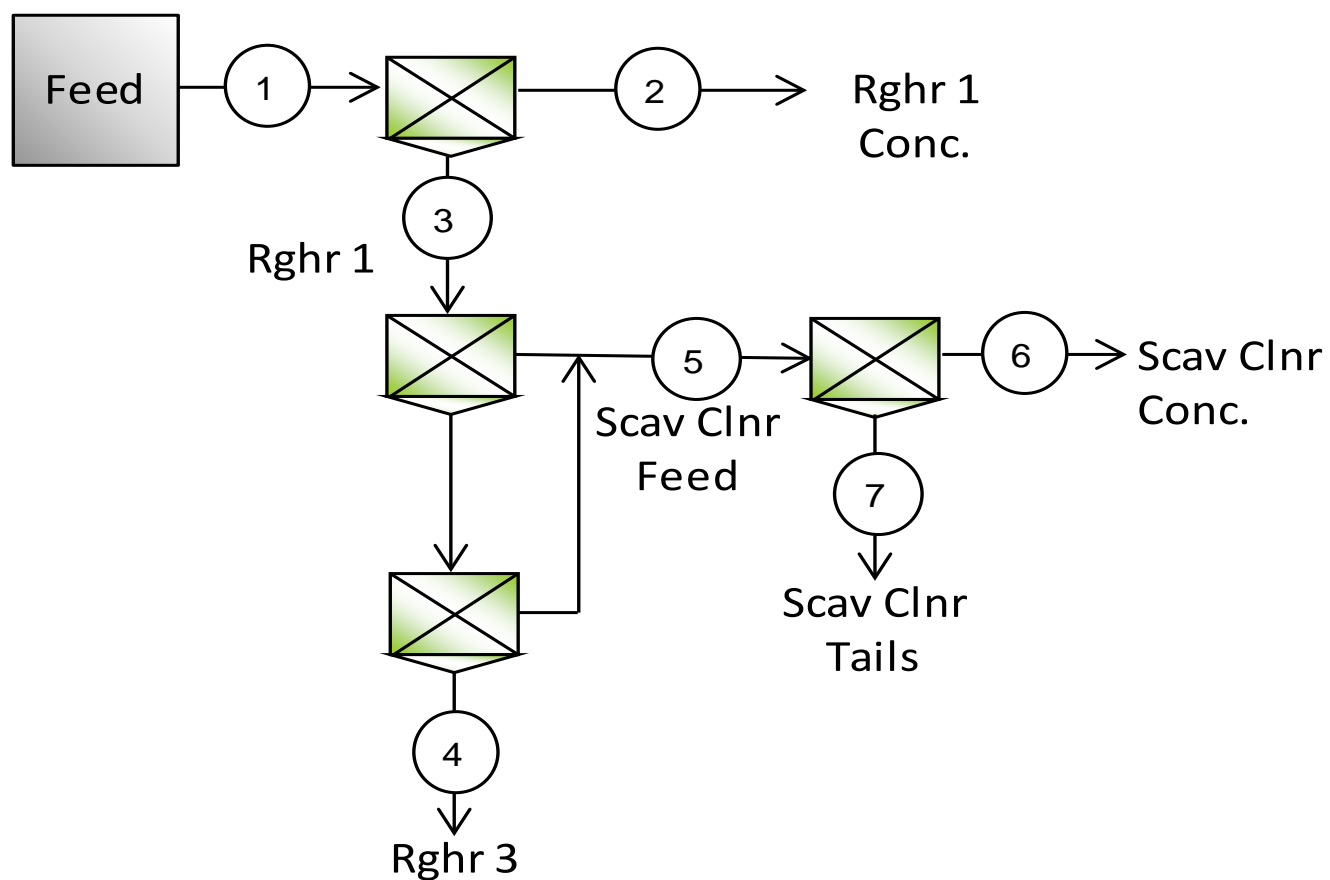 Feed
1
2
Rghr 1
Conc.
3
Rghr 1
5
6
Scav Clnr
Conc.
Scav Clnr
Feed
7
Scav Clnr
Tails
4
Rghr 3